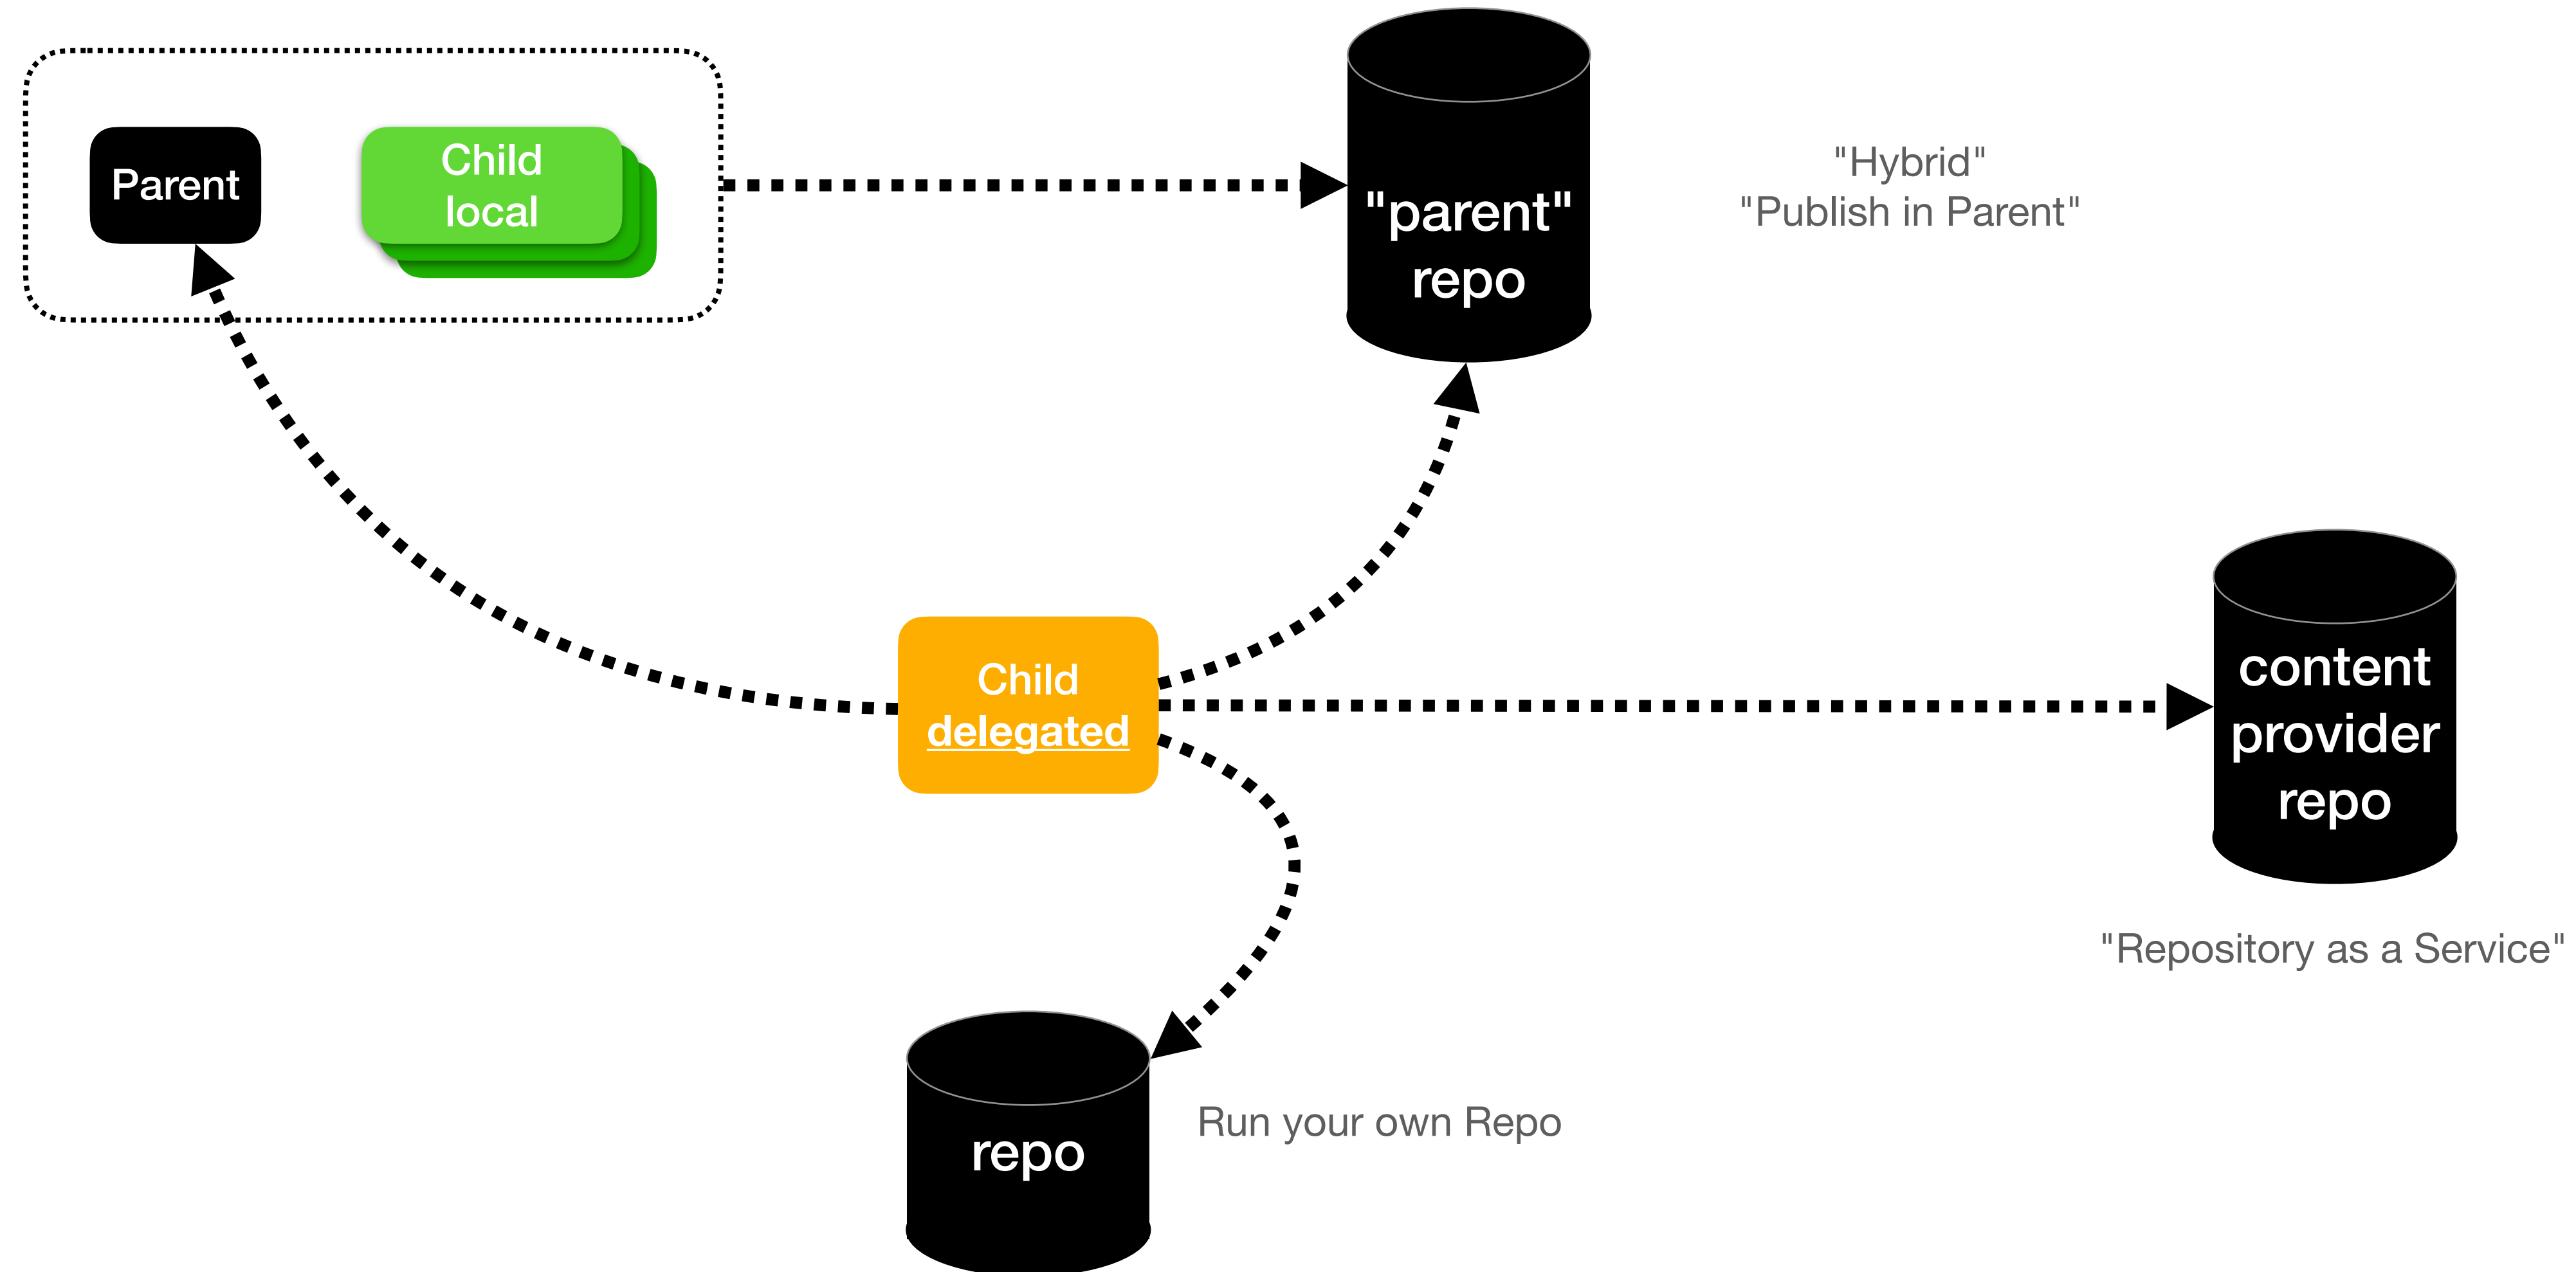 Parent
Child
local
"parent"
repo
"Hybrid"
"Publish in Parent"
Child
delegated
content
provider
repo
"Repository as a Service"
repo
Run your own Repo